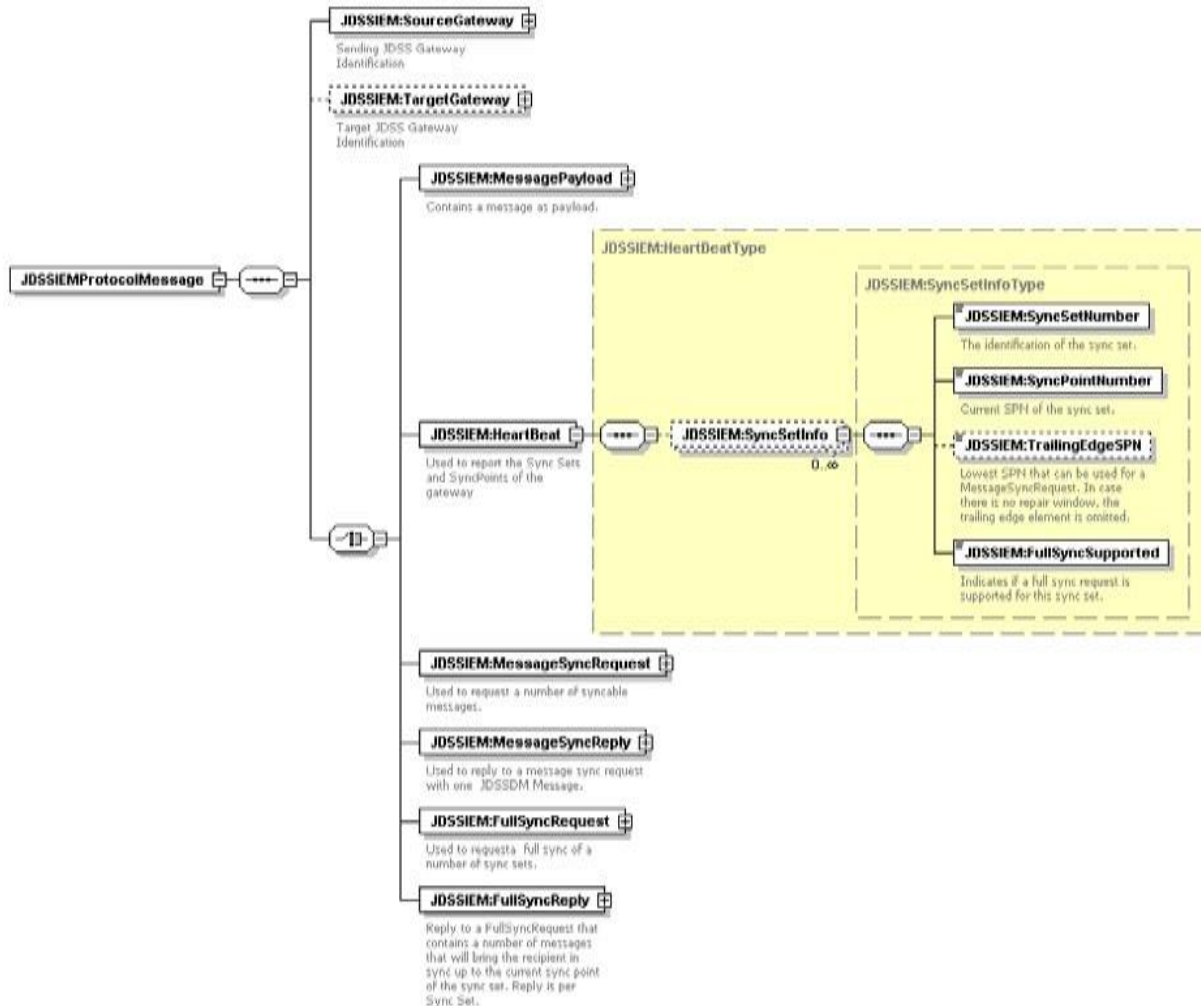 JDSSIEM:SourceGateway
Sending JDSS Gateway
Identification
JDSSIEM:TargetGateway
Target JDSS Gateway
Identification
JDSSIEM:MessagePayload
Contains a message as payload.
JDSSIEMProtocolMessage
JDSSIEM:HeartBeatType
JDSSIEM:SyncSetInfoType
JDSSIEM:SyncSetNumber
The identification of the sync set.
JDSSIEM:SyncPointNumber
Current SPN of the sync set.
JDSSIEM:HeartBeat
Used to report the Sync Sets
and SyncPoints of the
gateway
JDSSIEM:SyncSetInfo
0..∞
JDSSIEM:TrailingEdgeSPN
Lowest SPN that can be used for a
MessageSyncRequest. In case
there is no repair window, the
trailing edge element is omitted.
JDSSIEM:FullSyncSupported
Indicates if a full sync request is
supported for this sync set.
JDSSIEM:MessageSyncRequest
Used to request a number of syncable
messages.
JDSSIEM:MessageSyncReply
Used to reply to a message sync request
with one JDSSDM Message.
JDSSIEM:FullSyncRequest
Used to requesta full sync of a
number of sync sets.
JDSSIEM:FullSyncReply
Reply to a FullSyncRequest that
contains a number of messages
that will bring the recipient in
sync up to the current sync point
of the sync set. Reply is per
Sync Set.